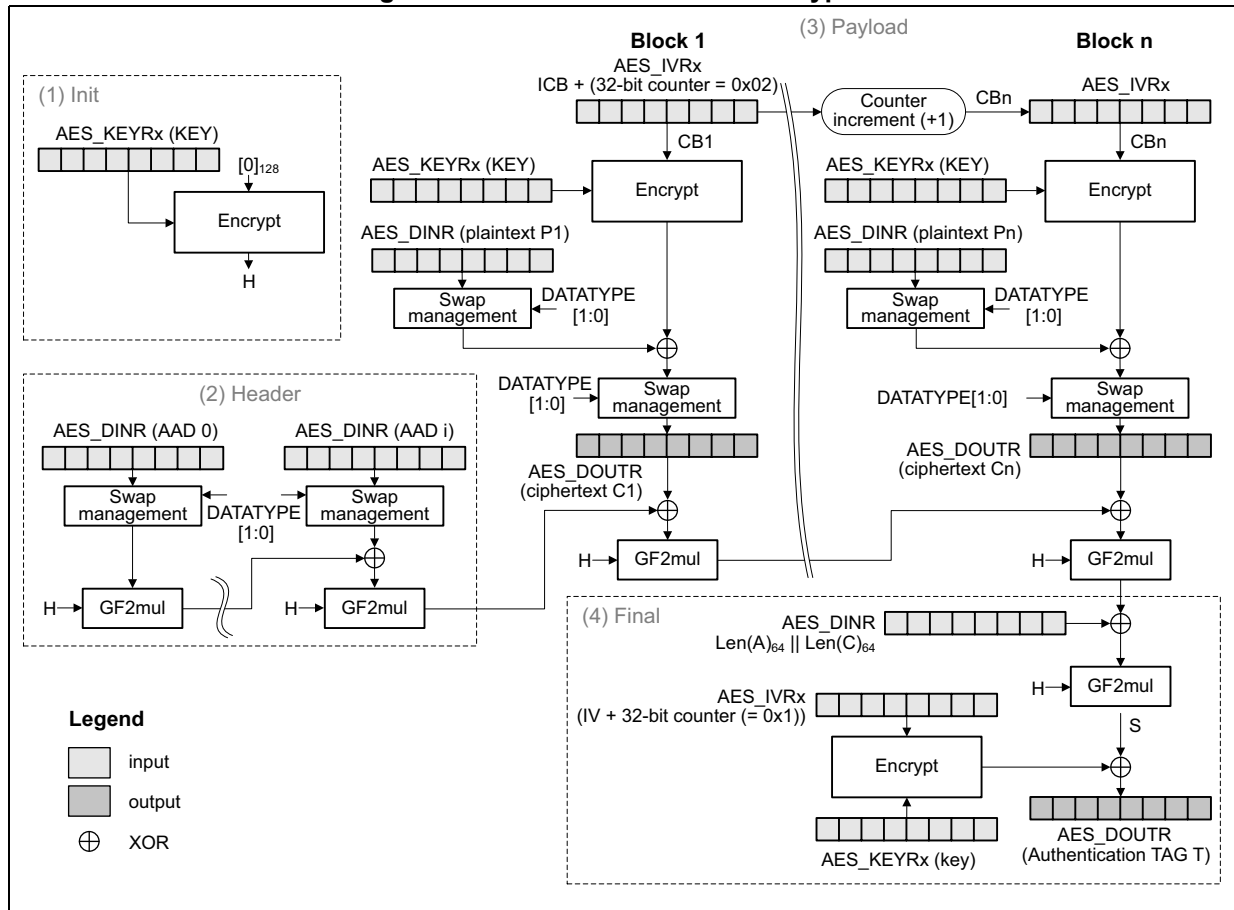 (3) Payload
Block 1
Block n
AES_IVRx
ICB + (32-bit counter = 0x02)
Counter
increment (+1)
CBn
AES_IVRx
(1) Init
AES_KEYRx (KEY)
[0]128
Encrypt
H
CB1
CBn
AES_KEYRx (KEY)
Encrypt
AES_KEYRx (KEY)
Encrypt
AES_DINR (plaintext P1)
Swap
management
DATATYPE
[1:0]
AES_DINR (plaintext Pn)
Swap
management
DATATYPE
[1:0]
DATATYPE
[1:0]
Swap
management
DATATYPE[1:0]
Swap
management
AES_DOUTR
(ciphertext C1)
AES_DOUTR
(ciphertext Cn)
(2) Header
AES_DINR (AAD 0)
AES_DINR (AAD i)
Swap
management
DATATYPE
[1:0]
Swap
management
H
GF2mul
H
GF2mul
H
GF2mul
H
GF2mul
(4) Final
AES_DINR
Len(A)64 || Len(C)64
H
GF2mul
AES_IVRx
(IV + 32-bit counter (= 0x1))
S
Encrypt
AES_KEYRx (key)
AES_DOUTR
(Authentication TAG T)
Legend
input
output
XOR